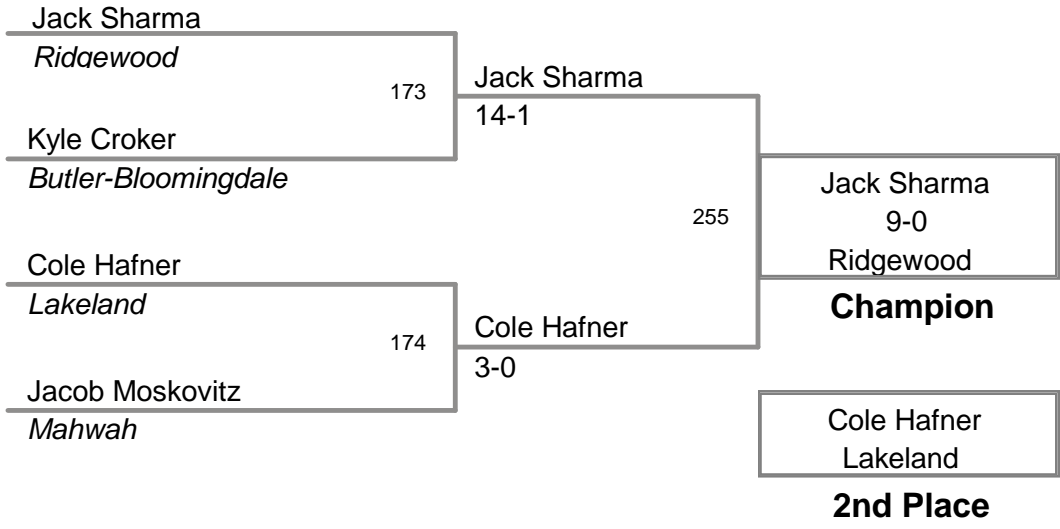 Jack Sharma
Ridgewood
173
Jack Sharma
14-1
Kyle Croker
Butler-Bloomingdale
255
Jack Sharma
9-0
Ridgewood
Champion
Cole Hafner
Lakeland
174
Cole Hafner
3-0
Jacob Moskovitz
Mahwah
Cole Hafner
Lakeland
2nd Place